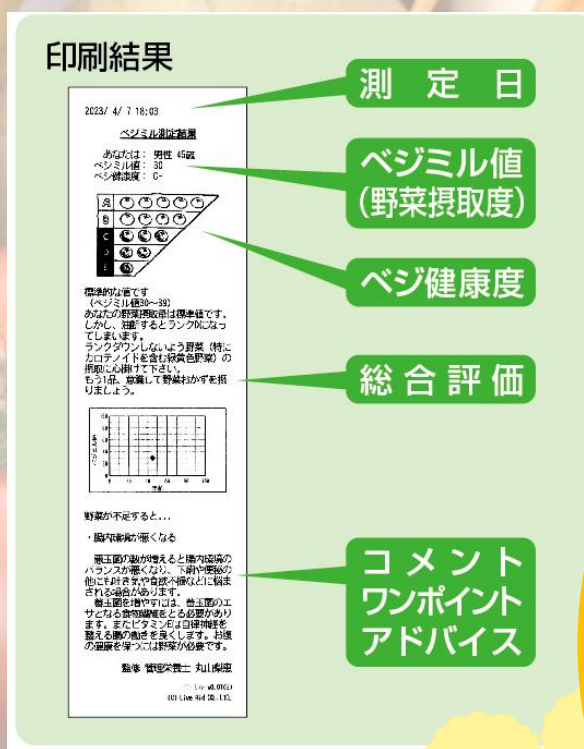 印刷結果
測定日
ベジミル値
(野菜摂取度)
ベジ健康度
総合評価
コメント
ワンポイント
アドバイス
2023/ 4/ 7 18:03
ベジミル測定結果
あなたは： 男性 45歳
ベジミル値： 30
ベジ健康度： C-
A
B
C
D
E
標準的な値です
(ベジミル値30～39)
あなたの野菜摂取量は標準値です。
しかし、油断するとランクDになっ
てしまいます。
ランクダウンしないよう野菜（特に
カロテノイドを含む緑黄色野菜）の
摂取に心掛けて下さい。
もう1品、意識して野菜おかずを摂
りましょう。
野菜が不足すると...
・腸内環境が悪くなる
悪玉菌の数が増えると腸内環境の
バランスが悪くなり、下痢や便秘の
他にも吐き気や食欲不振などに悩ま
される場合があります。
善玉菌を増やすには、善玉菌のエ
サとなる食物繊維をとる必要があり
ます。またビタミンEは自律神経を
整える腸の動きを良くします。お腹
の健康を保つには野菜が必要です。
監修 管理栄養士 丸山
(C) Live Aid CO.,LTD.